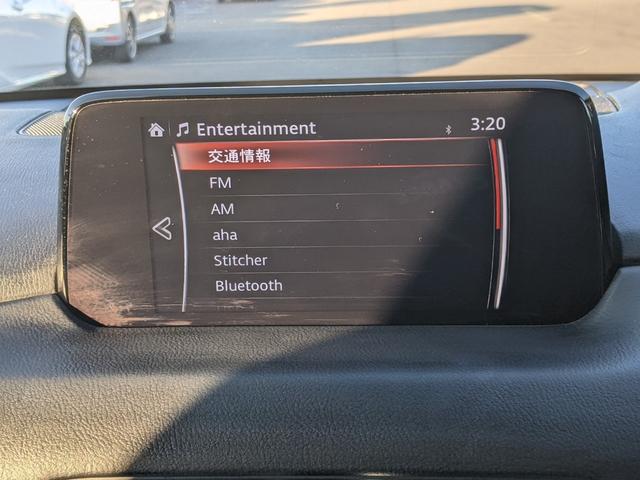 Entertainment 3:20
交通情報
FM
AM
aha
Stitcher
Bluetooth